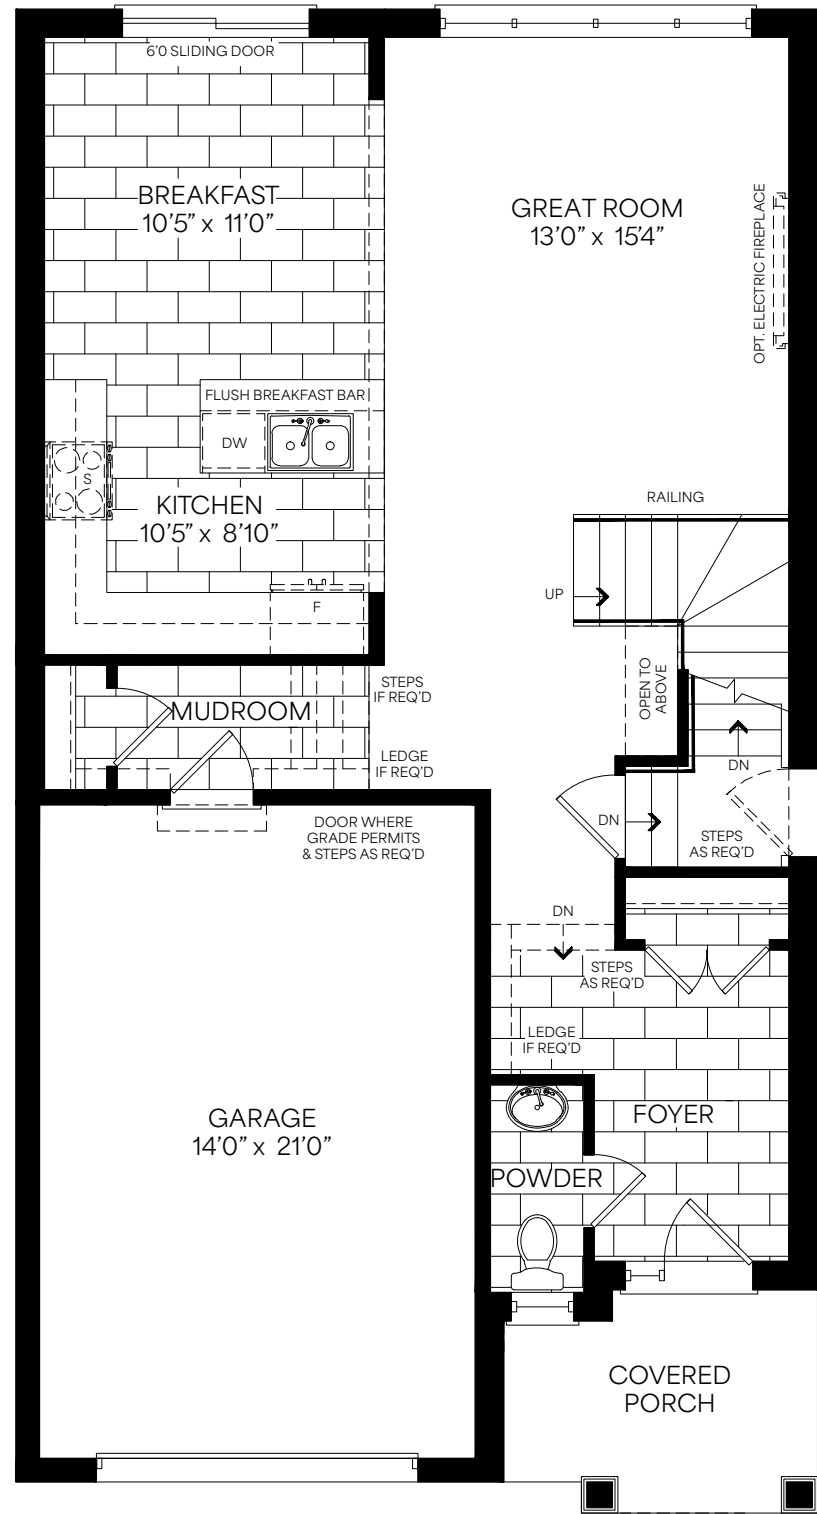 6'0 SLIDING DOOR
BREAKFAST
10'5" x 11'0"
GREAT ROOM
13'0" x 15'4"
OPT. ELECTRIC FIREPLACE
FLUSH BREAKFAST BAR
DW
S
KITCHEN
10'5" x 8'10"
F
RAILING
UP
OPEN TO
ABOVE
STEPS
IF REQ'D
MUDROOM
LEDGE
IF REQ'D
DN
DN
STEPS
AS REQ'D
DOOR WHERE
GRADE PERMITS
& STEPS AS REQ'D
DN
STEPS
AS REQ'D
LEDGE
IF REQ'D
GARAGE
14'0" x 21'0"
FOYER
POWDER
COVERED
PORCH